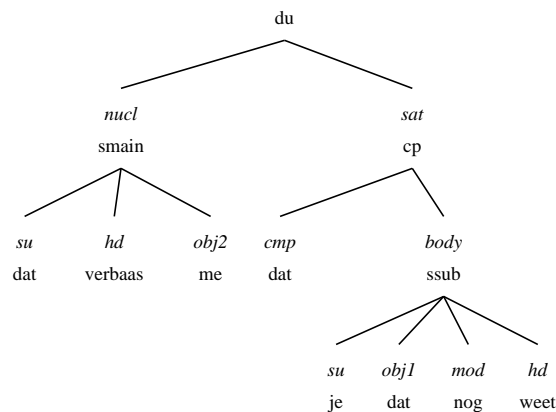 du
nucl sat
smain cp
su hd obj2 cmp body
dat verbaas me dat ssub
su obj1 mod hd
je dat nog weet